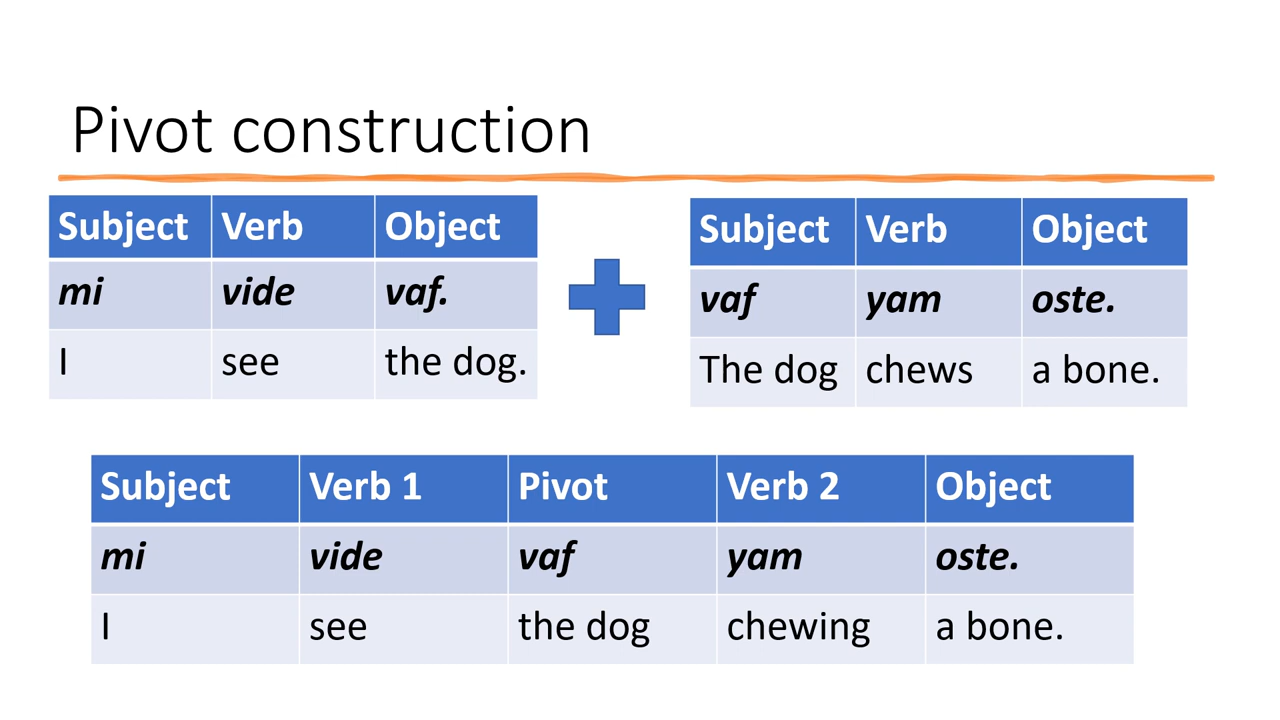 Pivot construction
Subject Verb Object
mi vide vaf.
I see the dog.
Subject Verb Object
vaf yam oste.
The dog chews a bone.
Subject Verb 1 Pivot Verb 2 Object
mi vide vaf yam oste.
I see the dog chewing a bone.